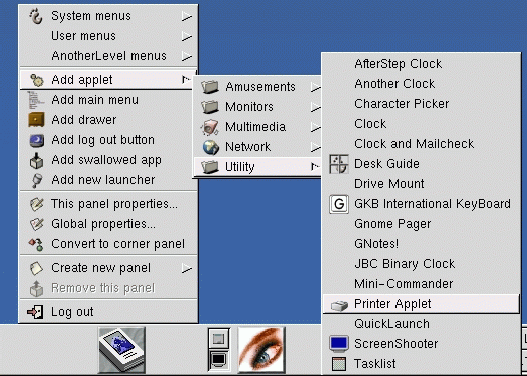 System menus
User menus
AnotherLevel menus
Add applet
Add main menu
Add drawer
Add log out button
Add swallowed app
Add new launcher
This panel properties...
Global properties...
Convert to corner panel
Create new panel
Remove this panel
Log out
Amusements
Monitors
Multimedia
Network
Utility
AfterStep Clock
Another Clock
Character Picker
Clock
Clock and Mailcheck
Desk Guide
Drive Mount
G GKB International KeyBoard
Gnome Pager
GNotes!
JBC Binary Clock
Mini-Commander
Printer Applet
QuickLaunch
ScreenShooter
Tasklist